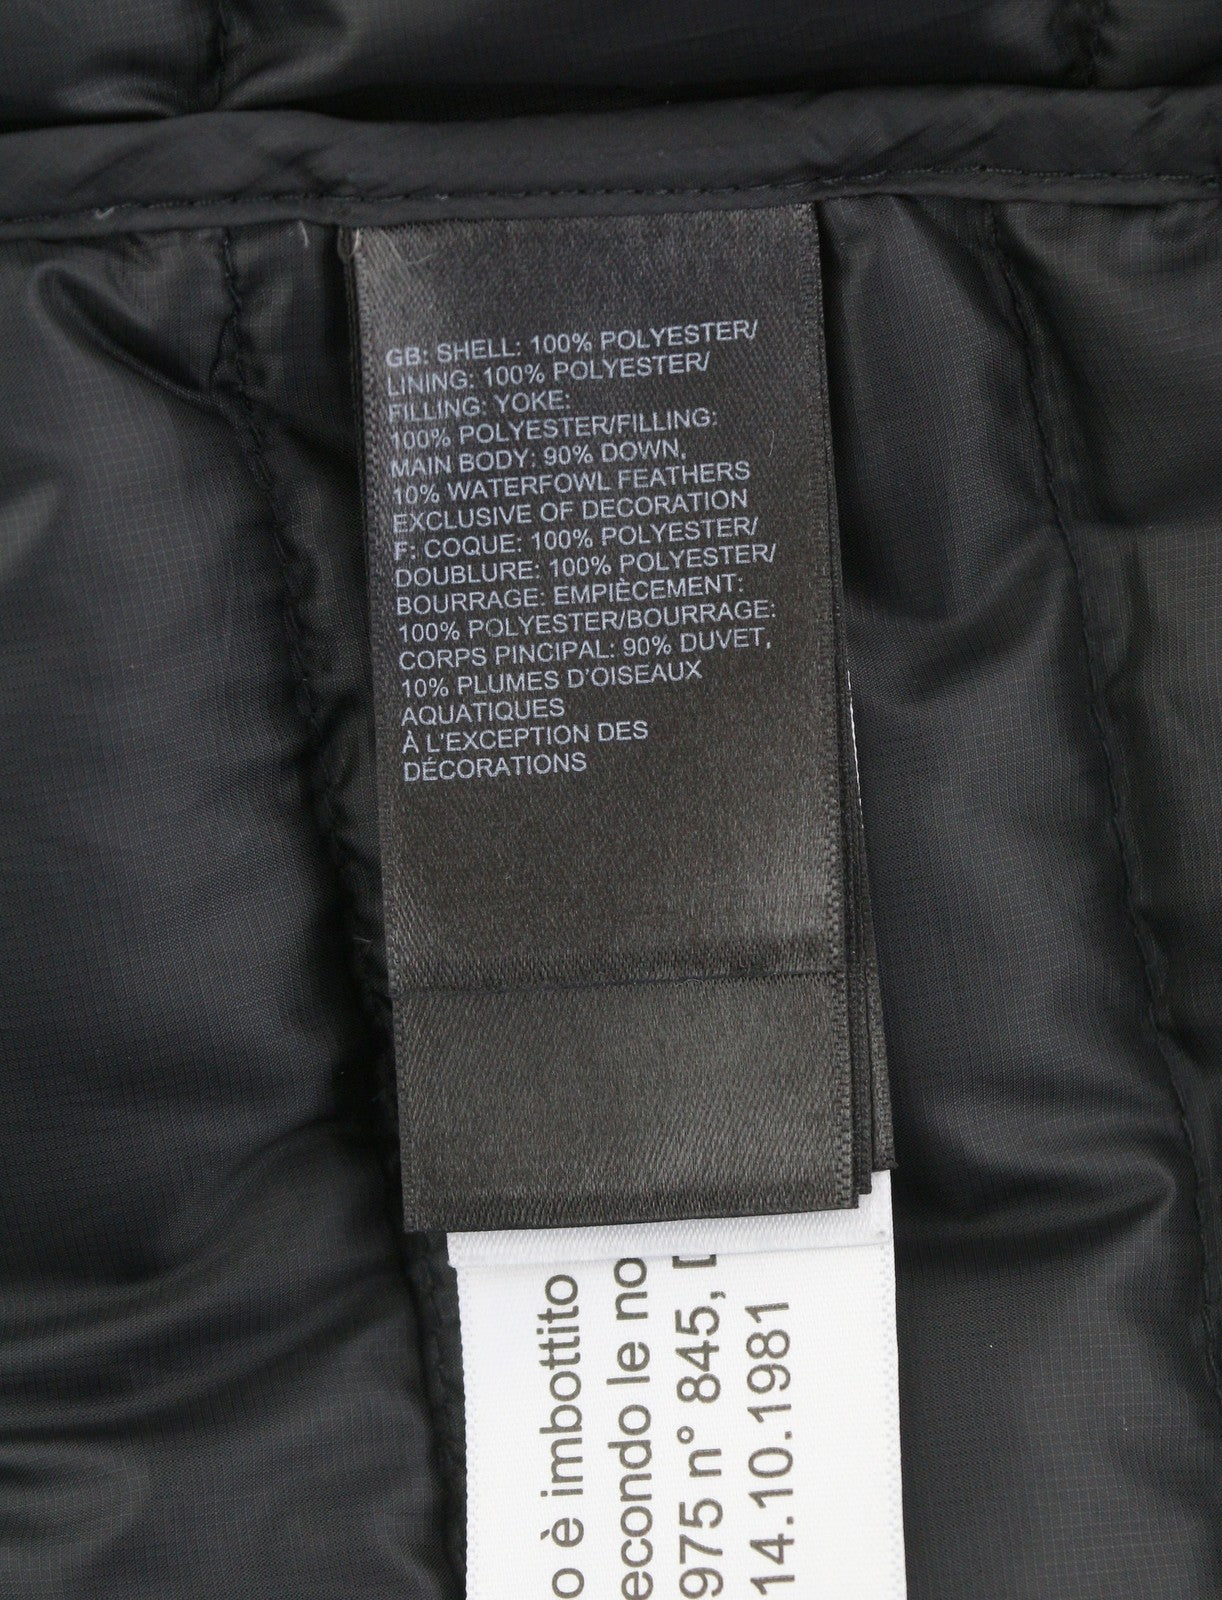 GB: SHELL: 100% POLYESTER/
LINING: 100% POLYESTER/
FILLING: YOKE:
100% POLYESTER/FILLING:
MAIN BODY: 90% DOWN,
10% WATERFOWL FEATHERS
EXCLUSIVE OF DECORATION
F: COQUE: 100% POLYESTER/
DOUBLURE: 100% POLYESTER/
BOURRAGE: EMPIÈCEMENT:
100% POLYESTER/BOURRAGE:
CORPS PINCIPAL: 90% DUVET,
10% PLUMES D'OISEAUX
AQUATIQUES
À L'EXCEPTION DES
DÉCORATIONS
o è imbottito
econdo le no
975 n° 845,
14.10.1981